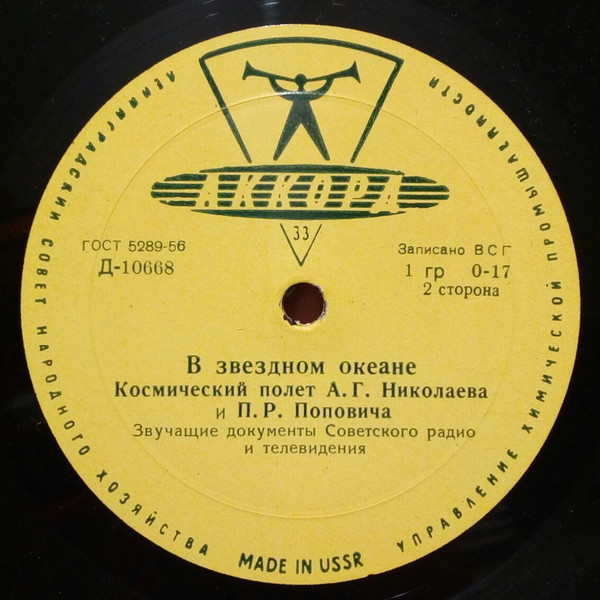 ЛЕНИНГРАДСКИЙ СОВЕТ НАРОДНОГО ХОЗЯЙСТВА
УПРАВЛЕНИЕ ХИМИЧЕСКОЙ ПРОМЫШЛЕННОСТИ
АККОРД
33
ГОСТ 5289-56
Д-10668
Записано ВСГ
1 гр 0-17
2 сторона
В звездном океане
Космический полет А. Г. Николаева
и П. Р. Поповича
Звучащие документы Советского радио
и телевидения
MADE IN USSR